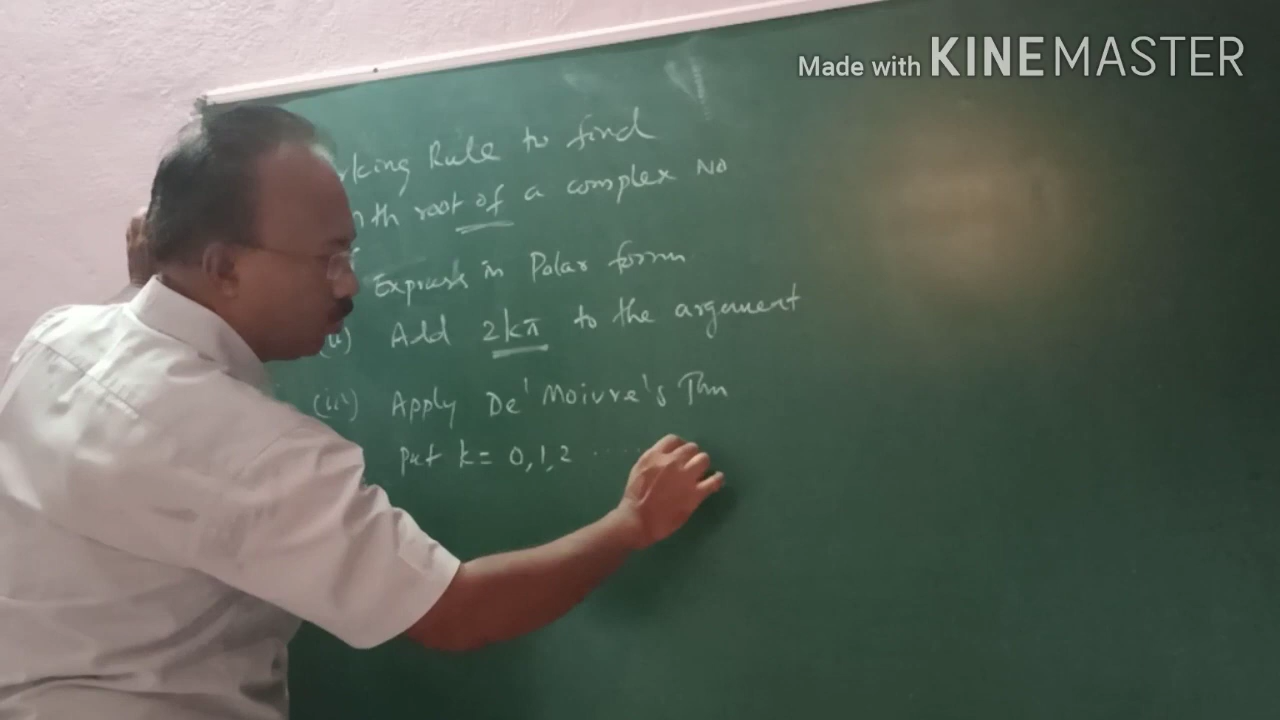 Made with KINEMASTER
rking Rule to find
nth root of a complex No
Express in Polar form
(ii) Add 2kπ to the argument
(iii) Apply De' Moivre's Thm
put k = 0,1,2 .....